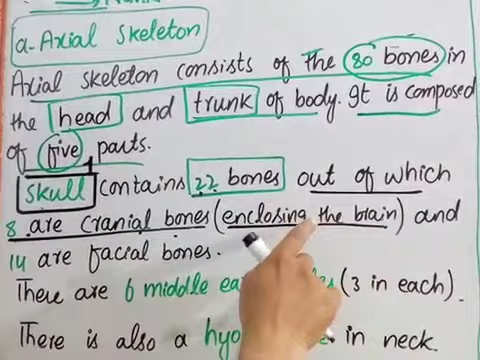 a-Axial skeleton
Axial skeleton consists of the 80 bones in
the head and trunk of body. It is composed
of five parts.
Skull contains 22 bones out of which
8 are cranial bones (enclosing the brain) and
14 are facial bones.
There are 6 middle (3 in each).
There is also a in neck.